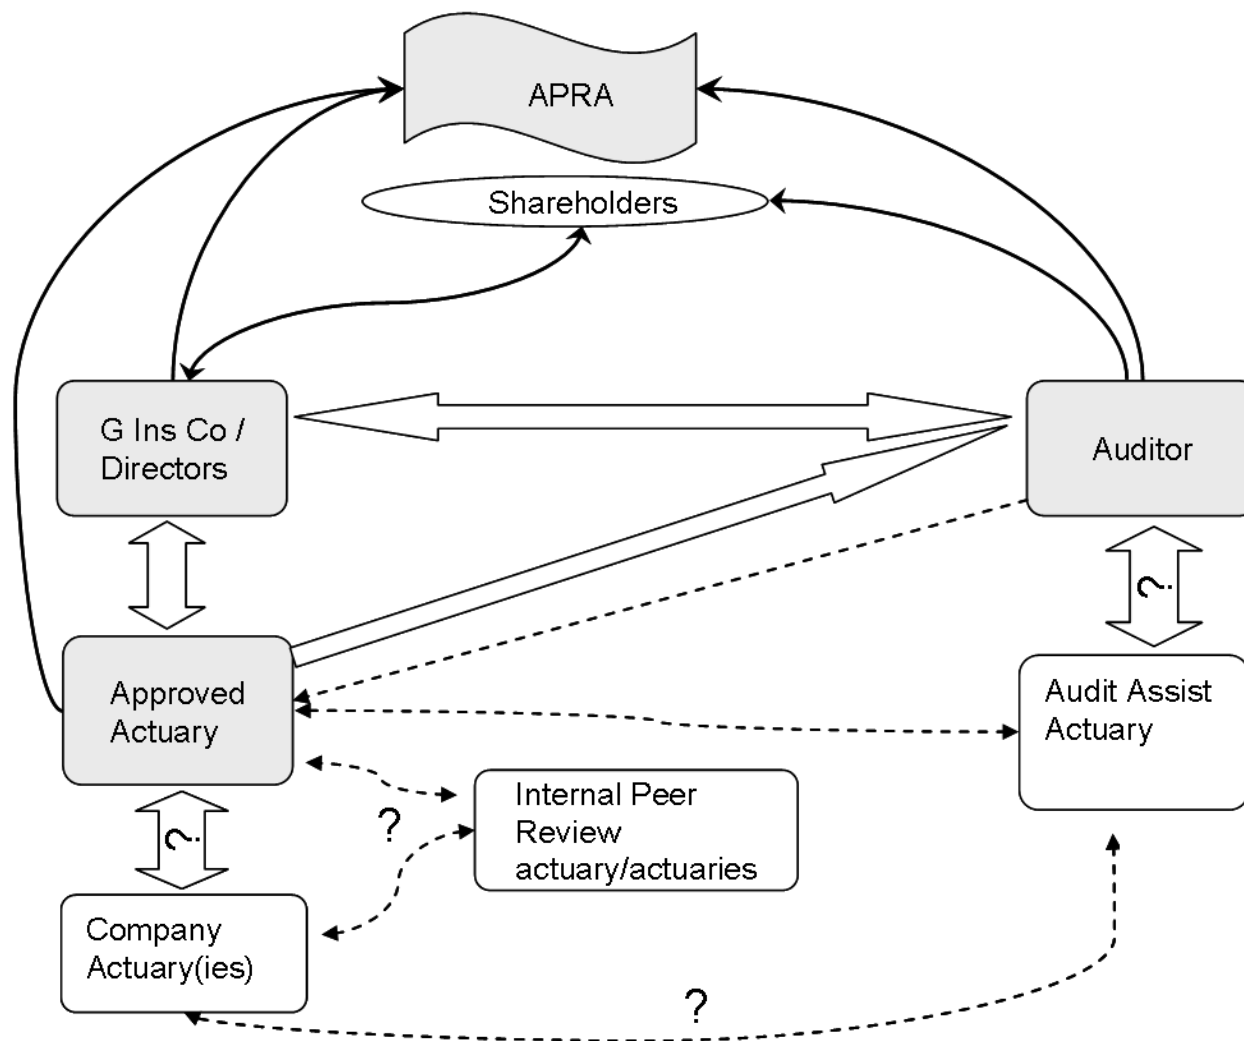 APRA
Shareholders
G Ins Co /
Directors
Auditor
?
Approved
Actuary
Audit Assist
Actuary
Internal Peer
Review
actuary/actuaries
?
?
Company
Actuary(ies)
?